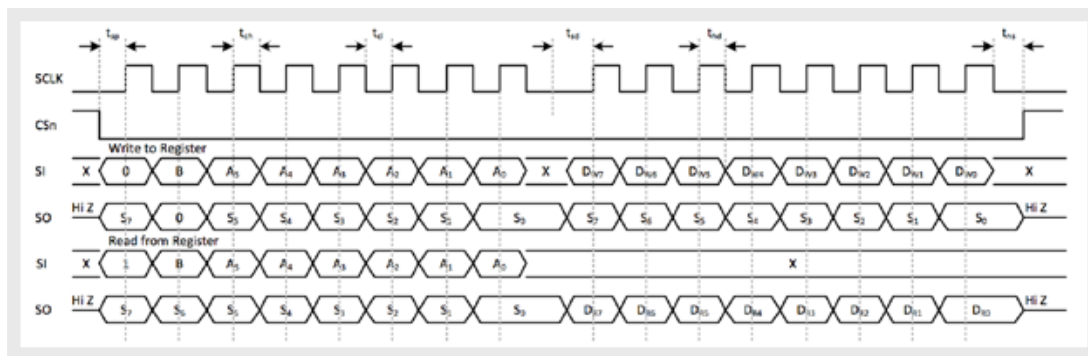 tsp tch tcl tsd thd tns
SCLK
CSn
Write to Register
SI X 0 B A5 A4 A3 A2 A1 A0 X DW7 DW6 DW5 DW4 DW3 DW2 DW1 DW0 X
SO Hi Z S7 0 S5 S4 S3 S2 S1 S0 S7 S6 S5 S4 S3 S2 S1 S0 Hi Z
Read from Register
SI X 1 B A5 A4 A3 A2 A1 A0 X
SO Hi Z S7 S6 S5 S4 S3 S2 S1 S0 DR7 DR6 DR5 DR4 DR3 DR2 DR1 DR0 Hi Z